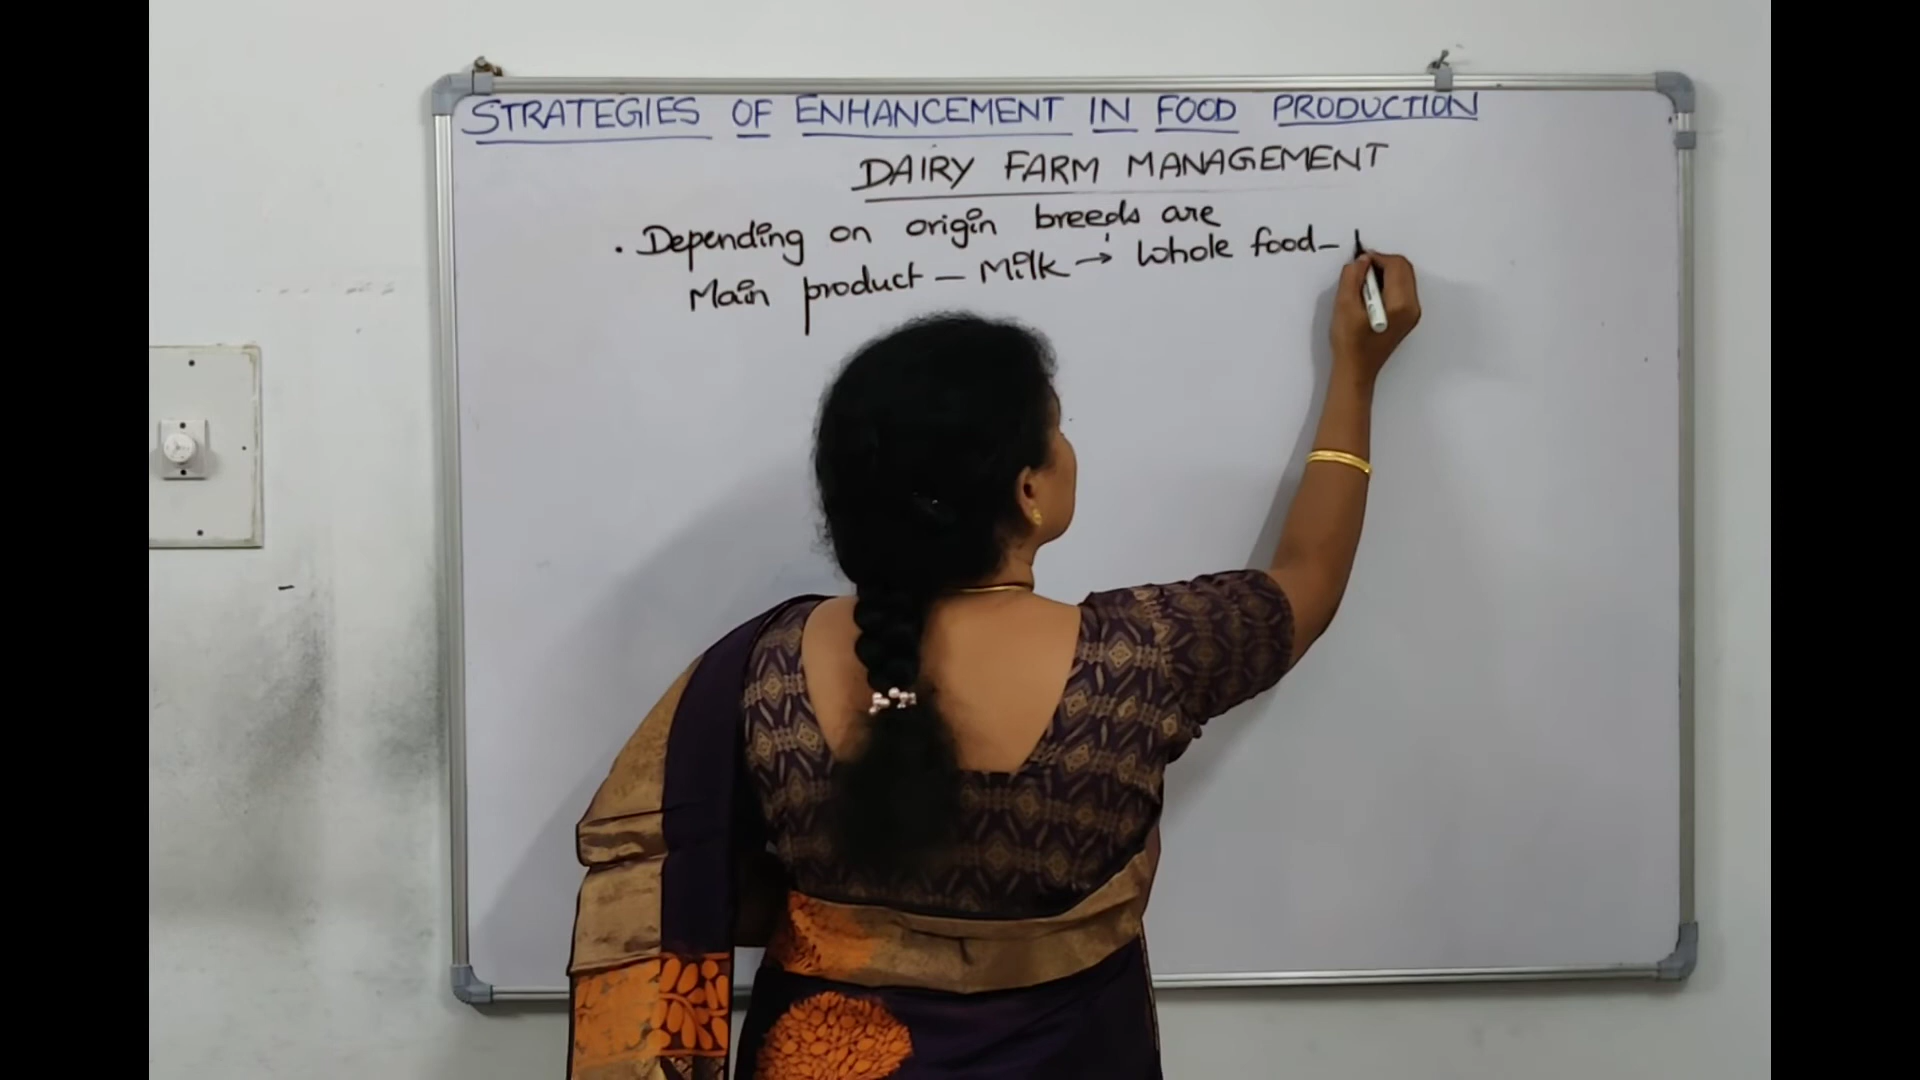 STRATEGIES OF ENHANCEMENT IN FOOD PRODUCTION
DAIRY FARM MANAGEMENT
. Depending on origin breeds are
Main product – Milk → Whole food –